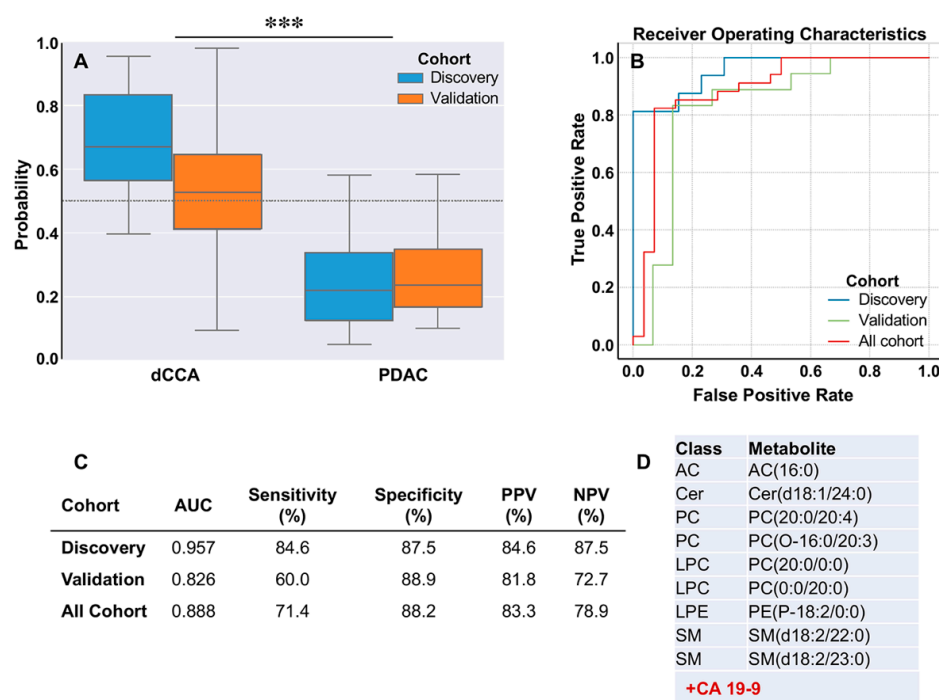 ***
A
Cohort
Discovery
Validation
1.0
0.8
0.6
0.4
0.2
0.0
Probability
dCCA PDAC
Receiver Operating Characteristics
B
1.0
0.8
0.6
0.4
0.2
0.0
True Positive Rate
Cohort
Discovery
Validation
All cohort
0.0 0.2 0.4 0.6 0.8 1.0
False Positive Rate
C
Cohort AUC Sensitivity (%) Specificity (%) PPV (%) NPV (%)
Discovery 0.957 84.6 87.5 84.6 87.5
Validation 0.826 60.0 88.9 81.8 72.7
All Cohort 0.888 71.4 88.2 83.3 78.9
D
Class Metabolite
AC AC(16:0)
Cer Cer(d18:1/24:0)
PC PC(20:0/20:4)
PC PC(O-16:0/20:3)
LPC PC(20:0/0:0)
LPC PC(0:0/20:0)
LPE PE(P-18:2/0:0)
SM SM(d18:2/22:0)
SM SM(d18:2/23:0)
+CA 19-9